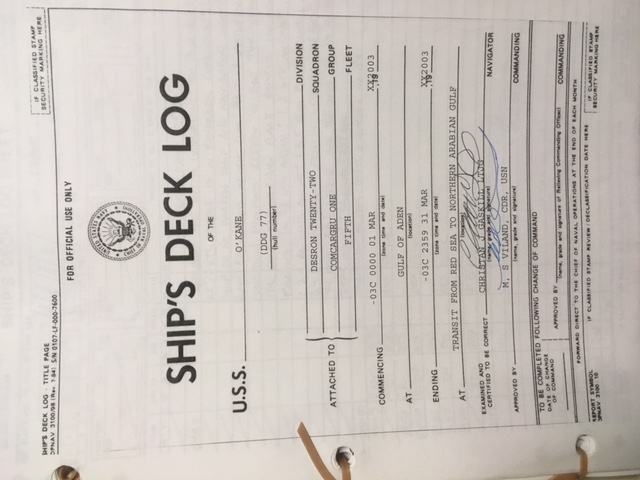 SHIP'S DECK LOG - TITLE PAGE
OPNAV 3100/98 (Rev. 7-84) S/N 0107-LF-000-7600
IF CLASSIFIED STAMP
SECURITY MARKING HERE
FOR OFFICIAL USE ONLY
UNITED STATES NAVY
CHIEF OF NAVAL OPERATIONS
SHIP'S DECK LOG
OF THE
U.S.S. O'KANE
(DDG 77)
(hull number)
DIVISION
DESRON TWENTY-TWO SQUADRON
ATTACHED TO COMCARGRU ONE GROUP
FIFTH FLEET
COMMENCING -03C 0000 01 MAR XX2003
(zone time and date) ,19
AT GULF OF ADEN
(location)
ENDING -03C 2359 31 MAR XX2003
(zone time and date) ,19
AT TRANSIT FROM RED SEA TO NORTHERN ARABIAN GULF
(location)
EXAMINED AND
CERTIFIED TO BE CORRECT CHRISTAN J GASKILL LTJG
(name, grade and signature) NAVIGATOR
APPROVED BY M, S VILAND, CDR, USN
(name, grade and signature) COMMANDING
TO BE COMPLETED FOLLOWING CHANGE OF COMMAND
DATE OF CHANGE
OF COMMAND
APPROVED BY
(name, grade and signature of Relieving Commanding Officer) COMMANDING
FORWARD DIRECT TO THE CHIEF OF NAVAL OPERATIONS AT THE END OF EACH MONTH
REPORT SYMBOL
OPNAV 3100-10
IF CLASSIFIED STAMP REVIEW/DECLASSIFICATION DATE HERE
IF CLASSIFIED STAMP
SECURITY MARKING HERE